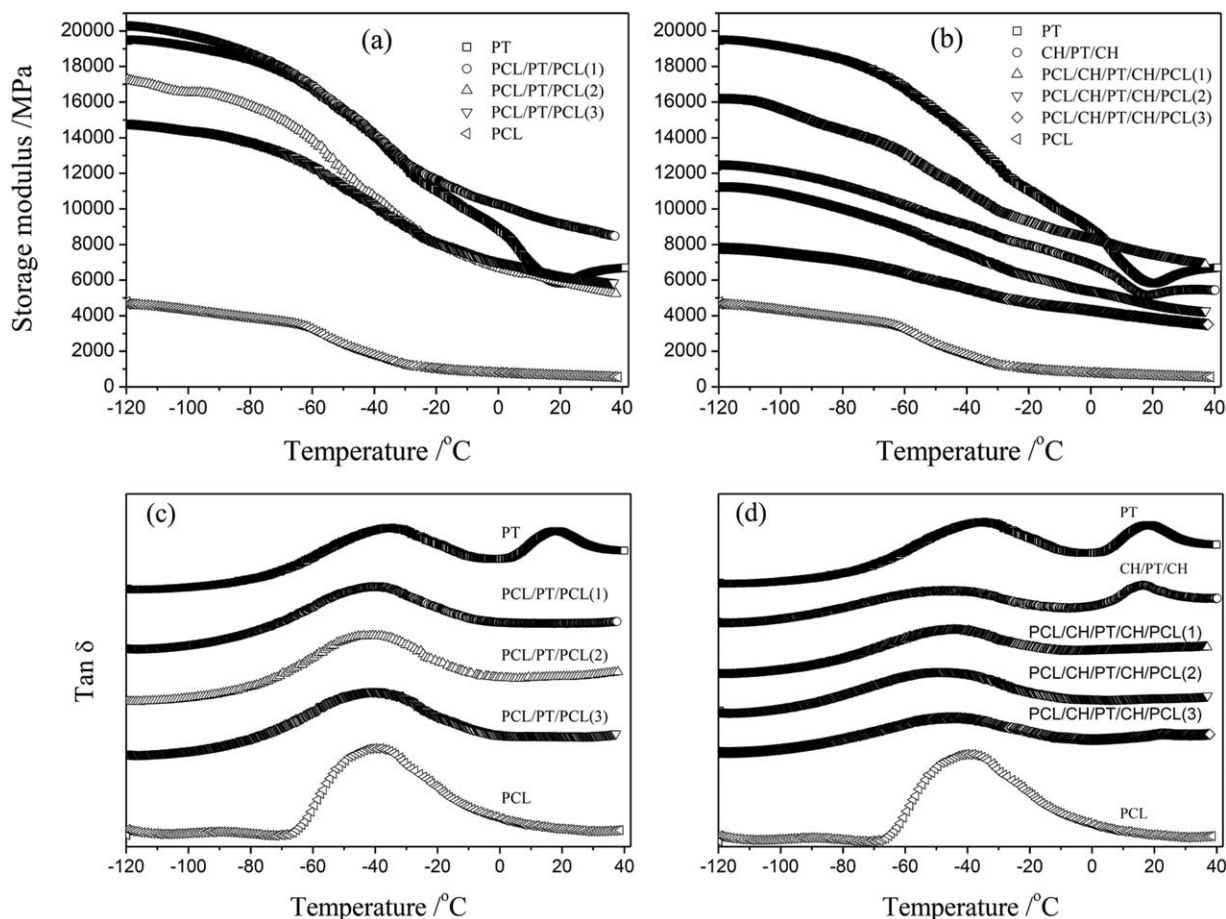 (a)
□ PT
○ PCL/PT/PCL(1)
△ PCL/PT/PCL(2)
▽ PCL/PT/PCL(3)
◁ PCL
Storage modulus /MPa
20000
18000
16000
14000
12000
10000
8000
6000
4000
2000
0
-120 -100 -80 -60 -40 -20 0 20 40
Temperature /°C
(b)
□ PT
○ CH/PT/CH
△ PCL/CH/PT/CH/PCL(1)
▽ PCL/CH/PT/CH/PCL(2)
◇ PCL/CH/PT/CH/PCL(3)
◁ PCL
20000
18000
16000
14000
12000
10000
8000
6000
4000
2000
0
-120 -100 -80 -60 -40 -20 0 20 40
Temperature /°C
(c)
PT
PCL/PT/PCL(1)
PCL/PT/PCL(2)
PCL/PT/PCL(3)
PCL
Tan δ
-120 -100 -80 -60 -40 -20 0 20 40
Temperature /°C
(d)
PT
CH/PT/CH
PCL/CH/PT/CH/PCL(1)
PCL/CH/PT/CH/PCL(2)
PCL/CH/PT/CH/PCL(3)
PCL
-120 -100 -80 -60 -40 -20 0 20 40
Temperature /°C